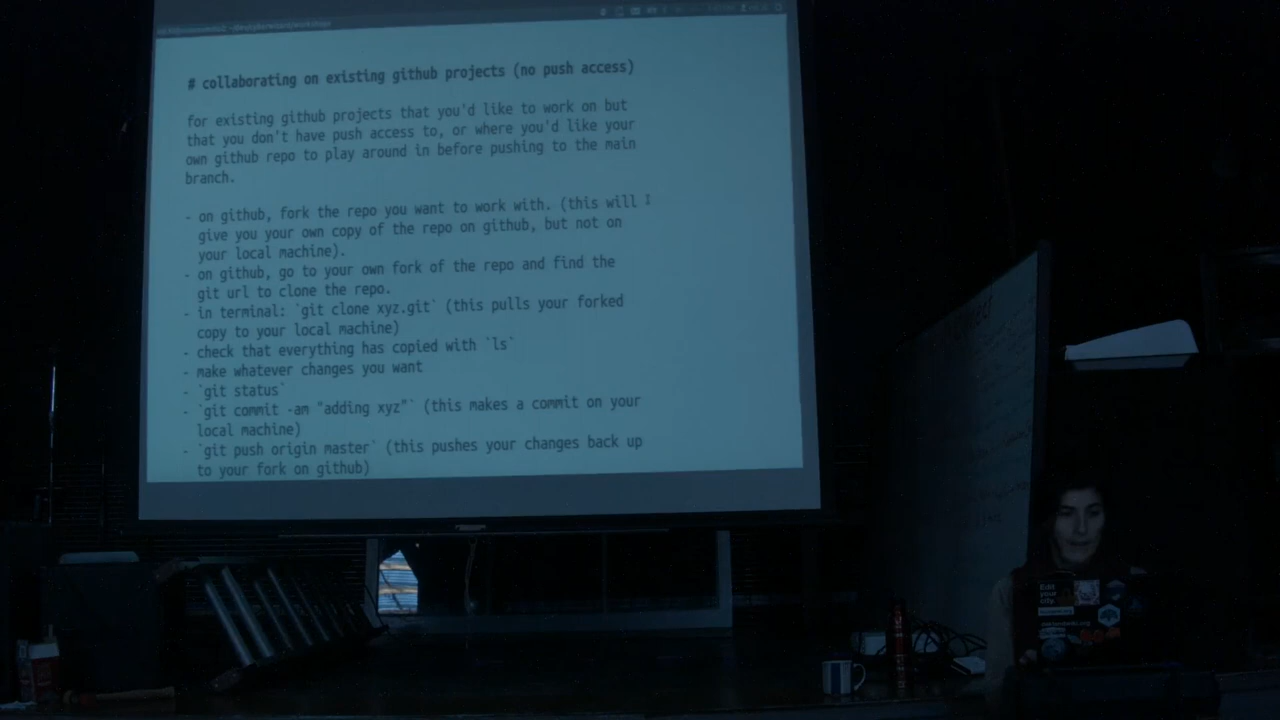 # collaborating on existing github projects (no push access)
for existing github projects that you'd like to work on but
that you don't have push access to, or where you'd like your
own github repo to play around in before pushing to the main
branch.
- on github, fork the repo you want to work with. (this will
give you your own copy of the repo on github, but not on
your local machine).
- on github, go to your own fork of the repo and find the
git url to clone the repo.
- in terminal: `git clone xyz.git` (this pulls your forked
copy to your local machine)
- check that everything has copied with `ls`
- make whatever changes you want
- `git status`
- `git commit -am "adding xyz"` (this makes a commit on your
local machine)
- `git push origin master` (this pushes your changes back up
to your fork on github)
Edit
your
city.